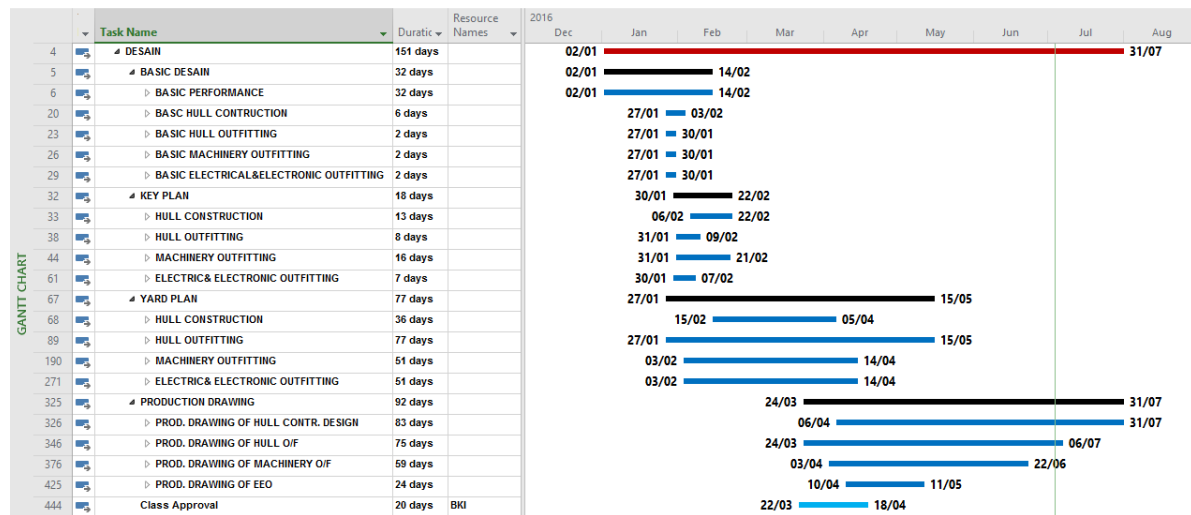 Resource
2016
Task Name Duratic Names Dec Jan Feb Mar Apr May Jun Jul Aug
GANTT CHART
4 DESAIN 151 days 02/01 31/07
5 BASIC DESAIN 32 days 02/01 14/02
6 BASIC PERFORMANCE 32 days 02/01 14/02
20 BASC HULL CONTRUCTION 6 days 27/01 03/02
23 BASIC HULL OUTFITTING 2 days 27/01 30/01
26 BASIC MACHINERY OUTFITTING 2 days 27/01 30/01
29 BASIC ELECTRICAL&ELECTRONIC OUTFITTING 2 days 27/01 30/01
32 KEY PLAN 18 days 30/01 22/02
33 HULL CONSTRUCTION 13 days 06/02 22/02
38 HULL OUTFITTING 8 days 31/01 09/02
44 MACHINERY OUTFITTING 16 days 31/01 21/02
61 ELECTRIC& ELECTRONIC OUTFITTING 7 days 30/01 07/02
67 YARD PLAN 77 days 27/01 15/05
68 HULL CONSTRUCTION 36 days 15/02 05/04
89 HULL OUTFITTING 77 days 27/01 15/05
190 MACHINERY OUTFITTING 51 days 03/02 14/04
271 ELECTRIC& ELECTRONIC OUTFITTING 51 days 03/02 14/04
325 PRODUCTION DRAWING 92 days 24/03 31/07
326 PROD. DRAWING OF HULL CONTR. DESIGN 83 days 06/04 31/07
346 PROD. DRAWING OF HULL O/F 75 days 24/03 06/07
376 PROD. DRAWING OF MACHINERY O/F 59 days 03/04 22/06
425 PROD. DRAWING OF EEO 24 days 10/04 11/05
444 Class Approval 20 days BKI 22/03 18/04